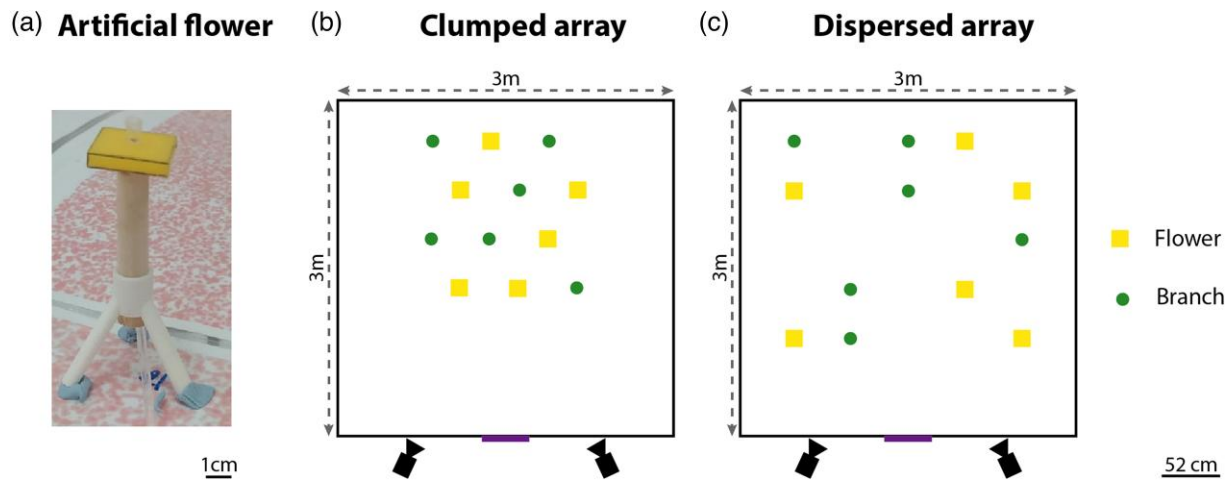 (a) Artificial flower
(b) Clumped array
(c) Dispersed array
3m
3m
3m
3m
Flower
Branch
1cm
52 cm